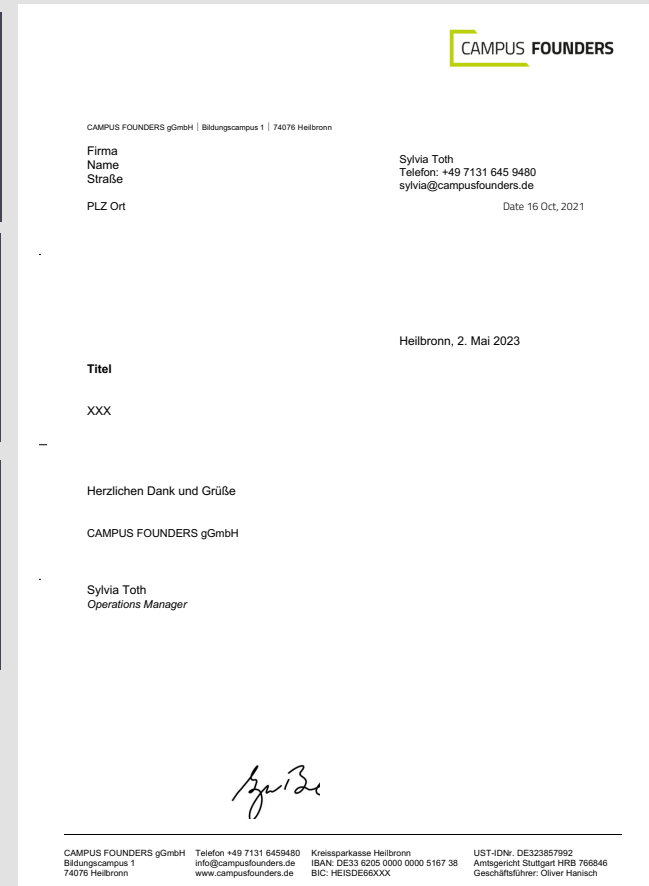 CAMPUS FOUNDERS
CAMPUS FOUNDERS gGmbH | Bildungscampus 1 | 74076 Heilbronn
Firma
Name
Straße
PLZ Ort
Sylvia Toth
Telefon: +49 7131 645 9480
sylvia@campusfounders.de
Date 16 Oct, 2021
Heilbronn, 2. Mai 2023
Titel
XXX
Herzlichen Dank und Grüße
CAMPUS FOUNDERS gGmbH
Sylvia Toth
Operations Manager
CAMPUS FOUNDERS gGmbH
Bildungscampus 1
74076 Heilbronn
Telefon +49 7131 6459480
info@campusfounders.de
www.campusfounders.de
Kreissparkasse Heilbronn
IBAN: DE33 6205 0000 0000 5167 38
BIC: HEISDE66XXX
UST-IDNr. DE323857992
Amtsgericht Stuttgart HRB 766846
Geschäftsführer: Oliver Hanisch